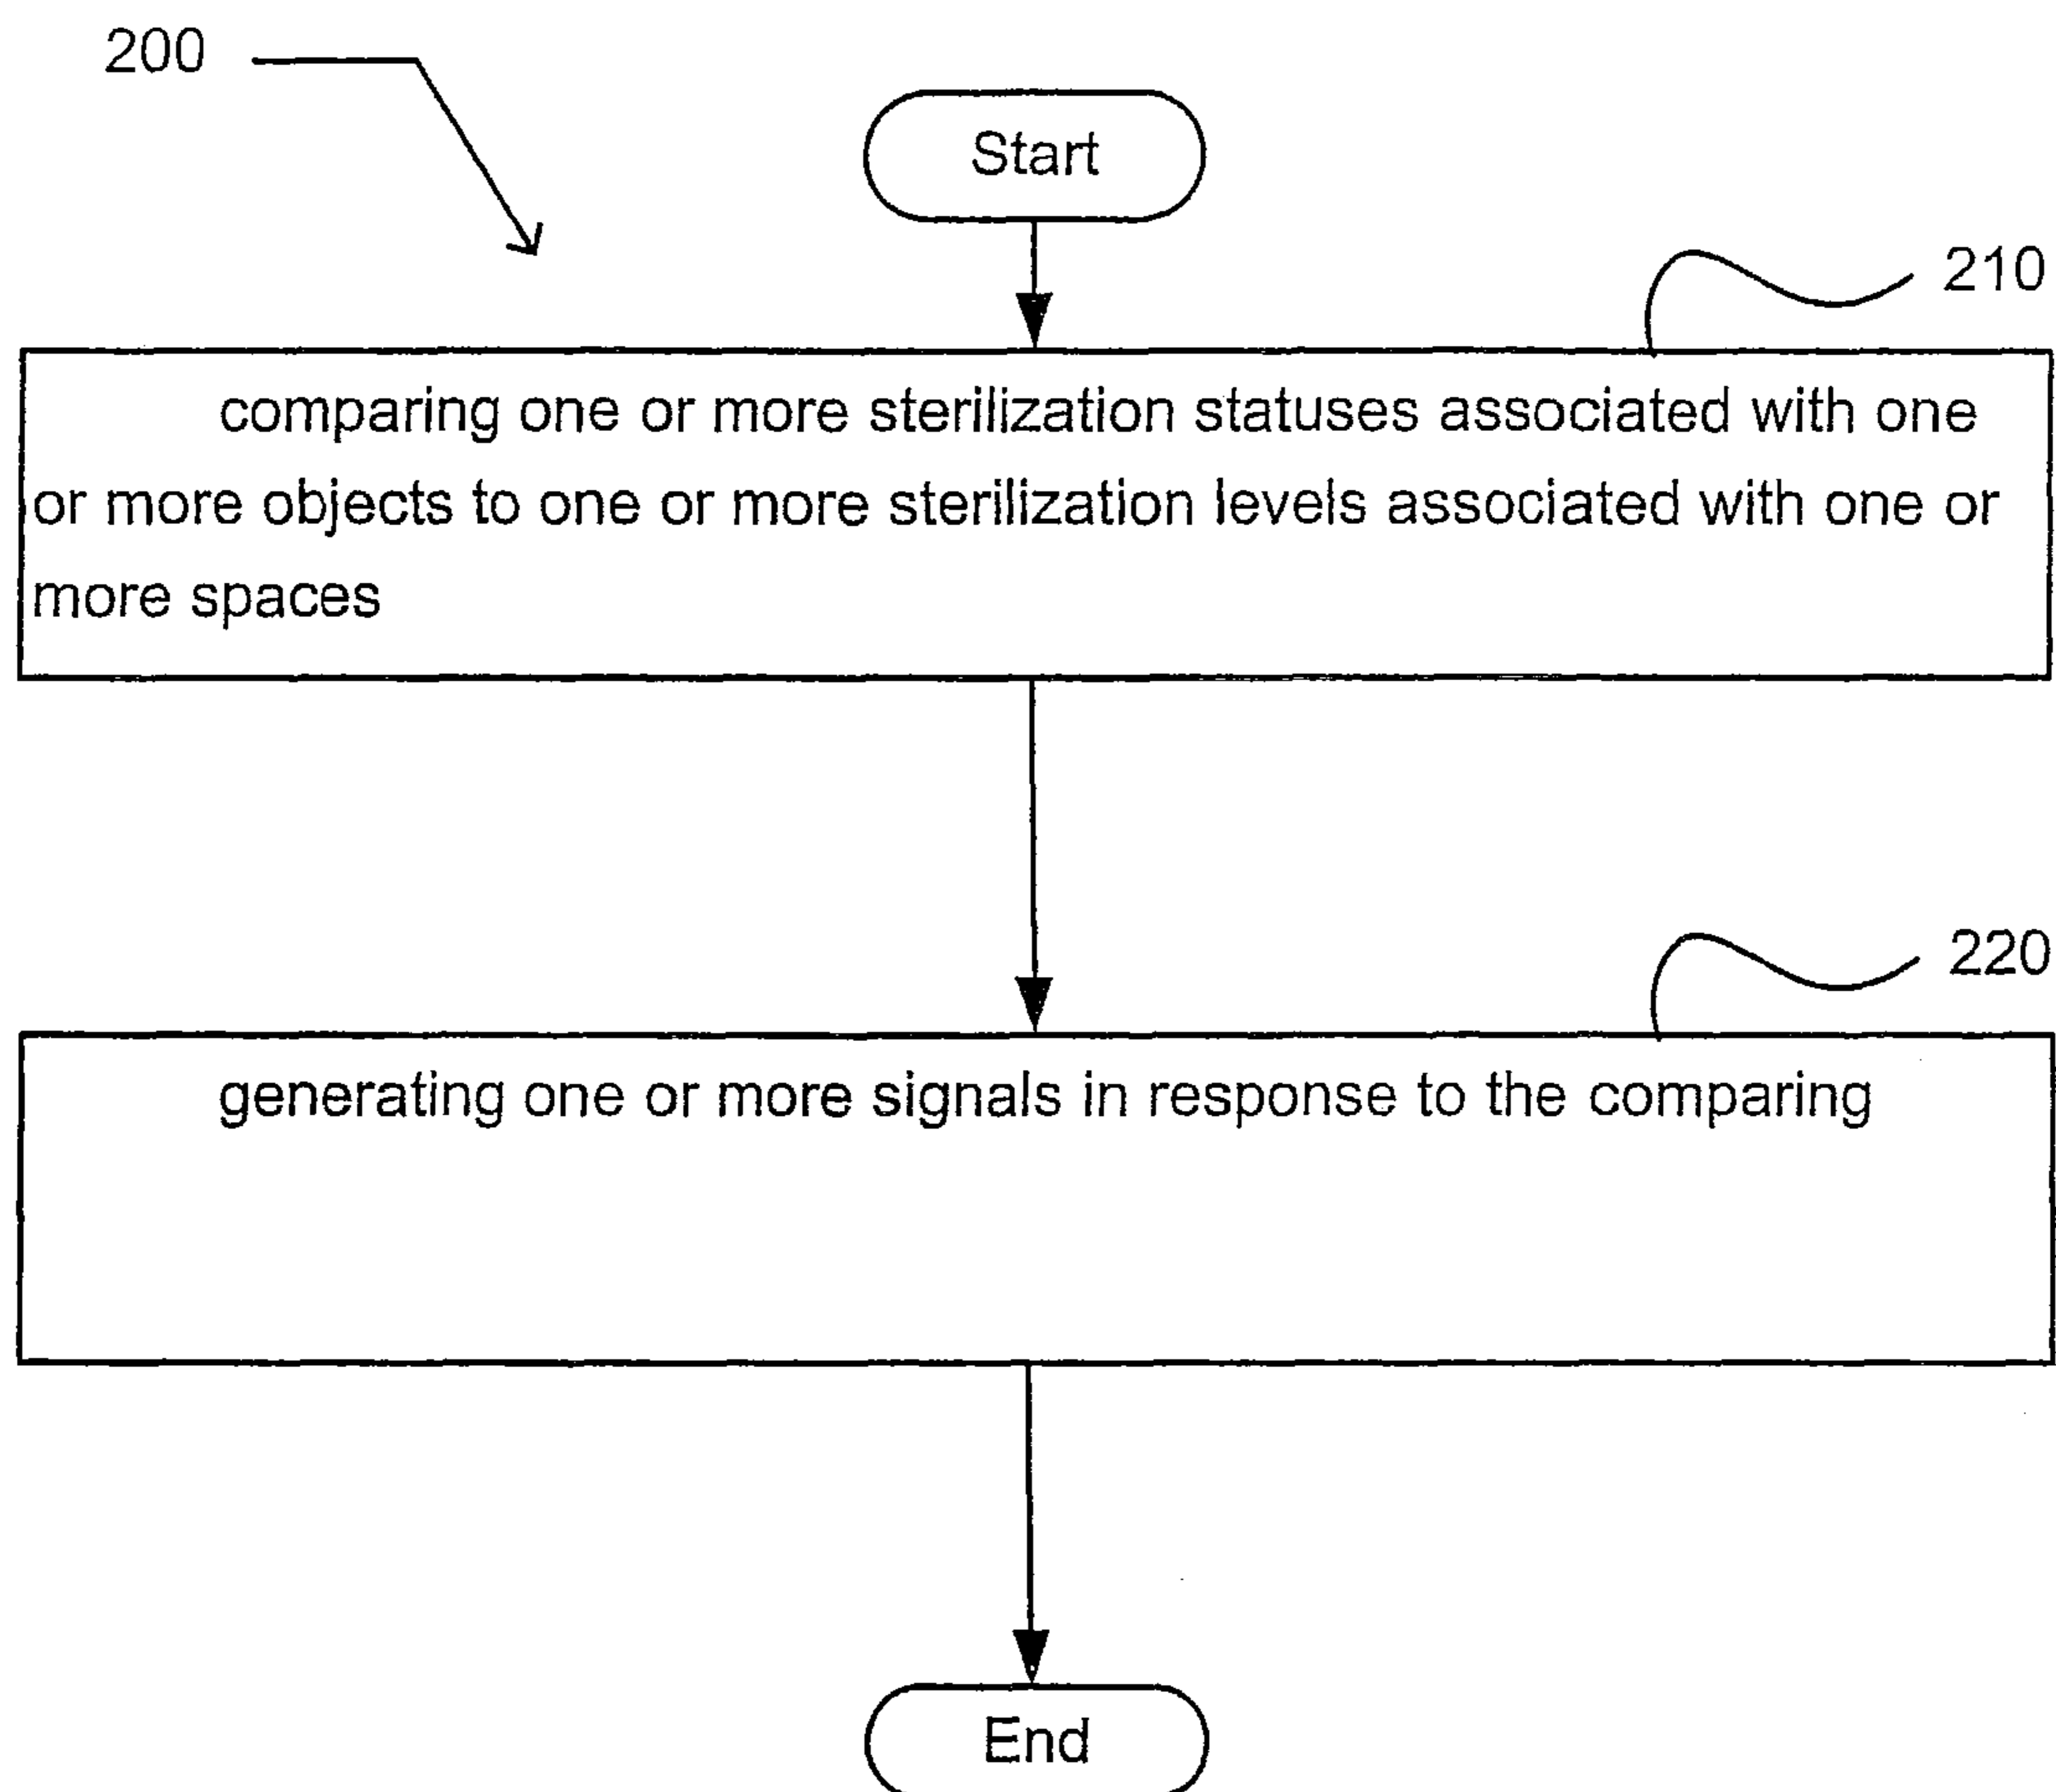 200
Start
210
comparing one or more sterilization statuses associated with one
or more objects to one or more sterilization levels associated with one or
more spaces
220
generating one or more signals in response to the comparing
End